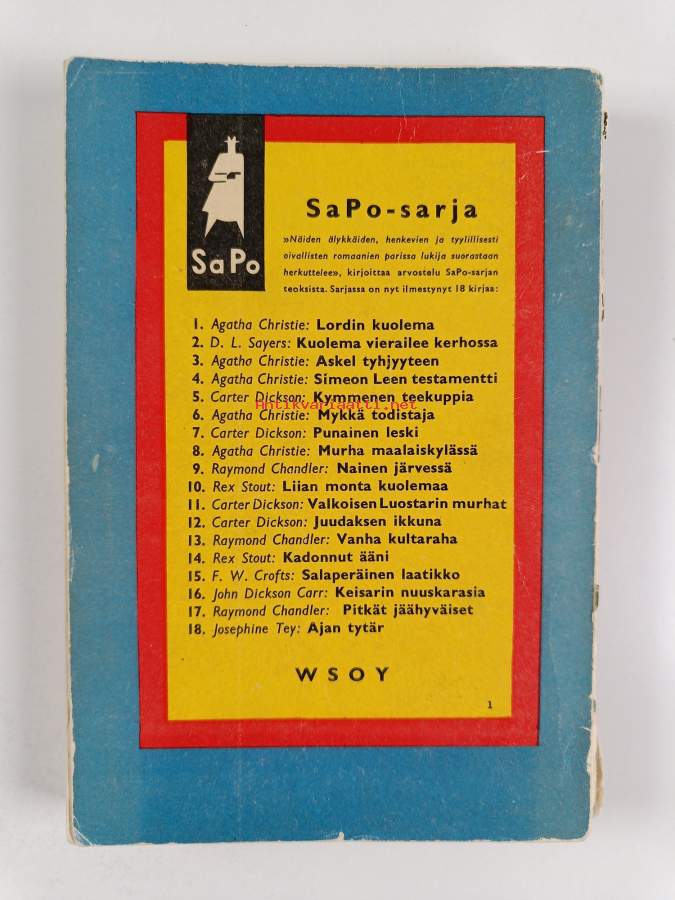 SaPo
SaPo-sarja
»Näiden älykkäiden, henkevien ja tyylillisesti
oivallisten romaanien parissa lukija suorastaan
herkuttelee», kirjoittaa arvostelu SaPo-sarjan
teoksista. Sarjassa on nyt ilmestynyt 18 kirjaa:
1. Agatha Christie: Lordin kuolema
2. D. L. Sayers: Kuolema vierailee kerhossa
3. Agatha Christie: Askel tyhjyyteen
4. Agatha Christie: Simeon Leen testamentti
5. Carter Dickson: Kymmenen teekuppia
Antikvariaatti.net
6. Agatha Christie: Mykkä todistaja
7. Carter Dickson: Punainen leski
8. Agatha Christie: Murha maalaiskylässä
9. Raymond Chandler: Nainen järvessä
10. Rex Stout: Liian monta kuolemaa
11. Carter Dickson: Valkoisen Luostarin murhat
12. Carter Dickson: Juudaksen ikkuna
13. Raymond Chandler: Vanha kultaraha
14. Rex Stout: Kadonnut ääni
15. F. W. Crofts: Salaperäinen laatikko
16. John Dickson Carr: Keisarin nuuskarasia
17. Raymond Chandler: Pitkät jäähyväiset
18. Josephine Tey: Ajan tytär
WSOY
1